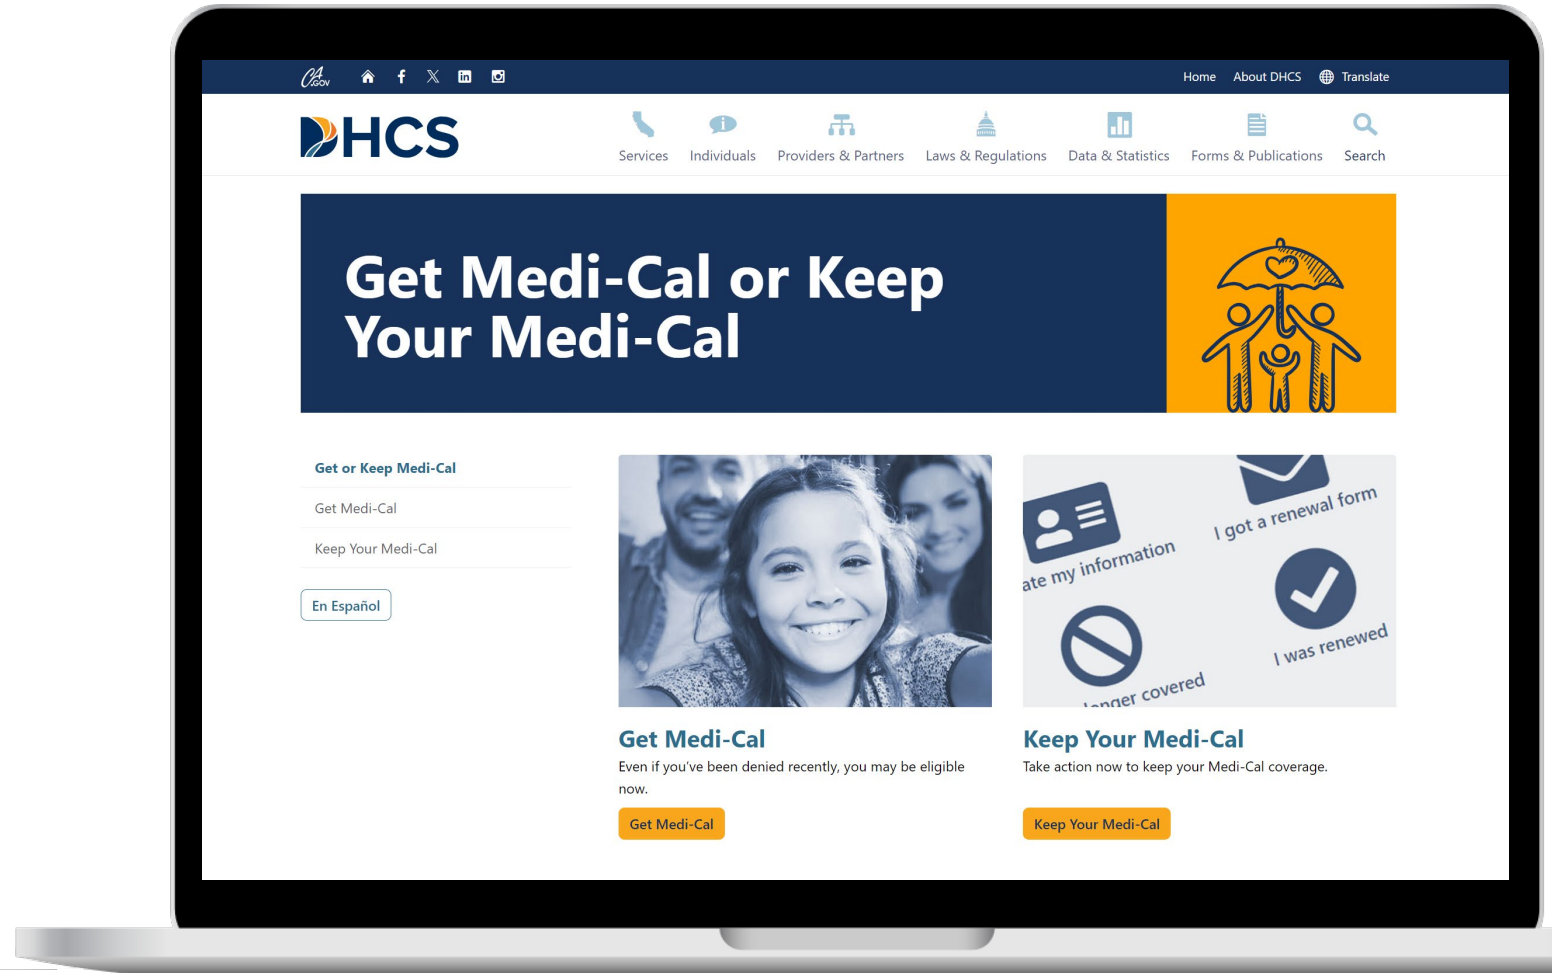 CA.GOV
Home About DHCS Translate
DHCS
Services Individuals Providers & Partners Laws & Regulations Data & Statistics Forms & Publications Search
Get Medi-Cal or Keep
Your Medi-Cal
Get or Keep Medi-Cal
Get Medi-Cal
Keep Your Medi-Cal
En Español
I got a renewal form
ate my information
I was renewed
onger covered
Get Medi-Cal
Even if you've been denied recently, you may be eligible
now.
Get Medi-Cal
Keep Your Medi-Cal
Take action now to keep your Medi-Cal coverage.
Keep Your Medi-Cal